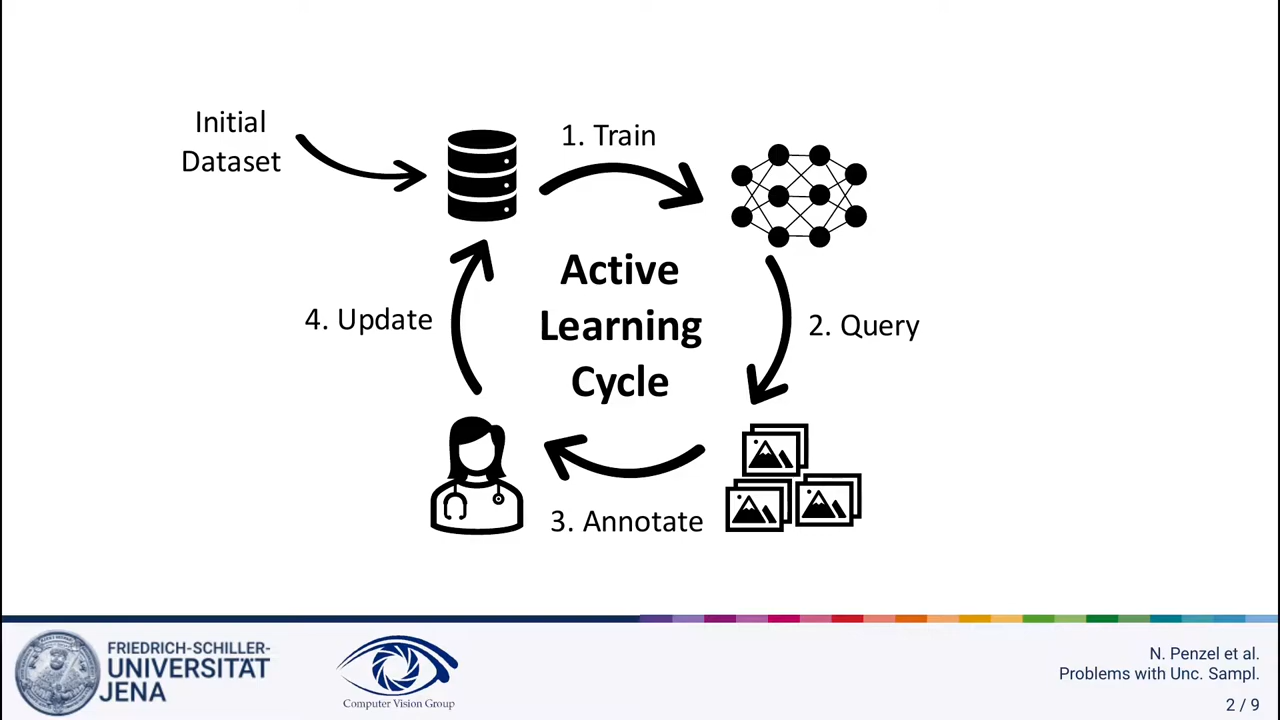 Initial
Dataset
1. Train
Active
Learning
Cycle
2. Query
4. Update
3. Annotate
FRIEDRICH-SCHILLER-
UNIVERSITÄT
JENA
Computer Vision Group
N. Penzel et al.
Problems with Unc. Sampl.
2 / 9